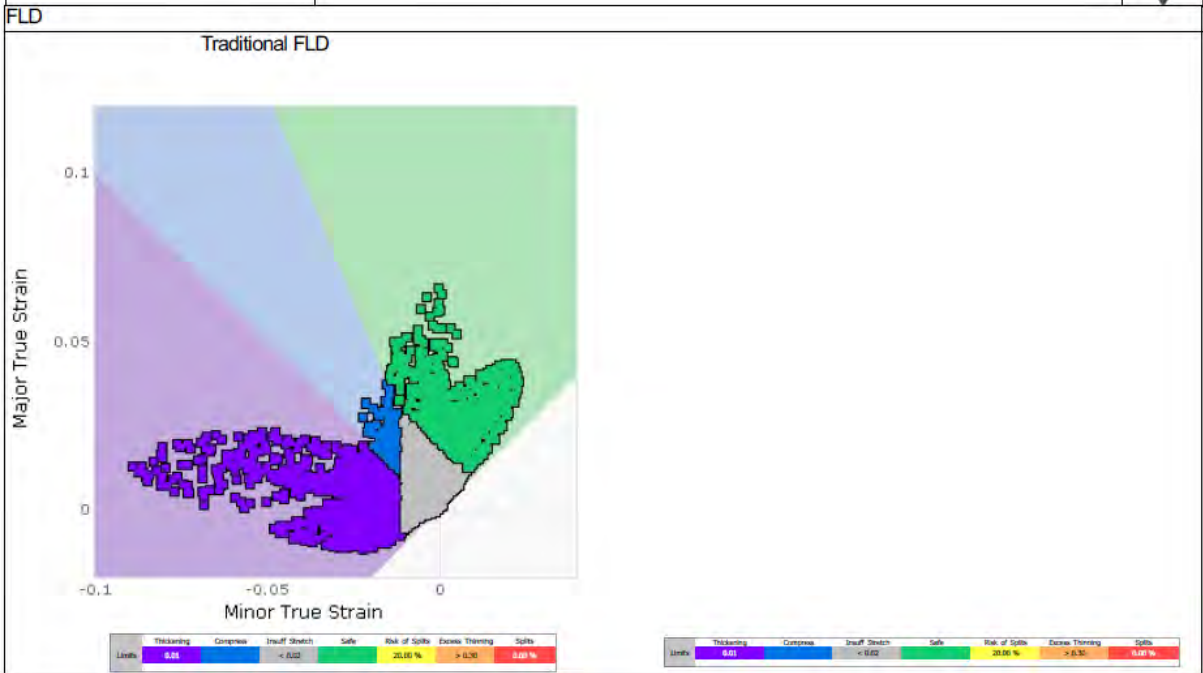 FLD
Traditional FLD
0.1
0.05
0
-0.1 -0.05 0
Major True Strain
Minor True Strain
Thickening Compress Insuff Stretch Safe Risk of Splits Excess Thinning Splits
Limits 0.01 < 0.02 20.00 % > 0.30 0.00 %
Thickening Compress Insuff Stretch Safe Risk of Splits Excess Thinning Splits
Limits 0.01 < 0.02 20.00 % > 0.30 0.00 %